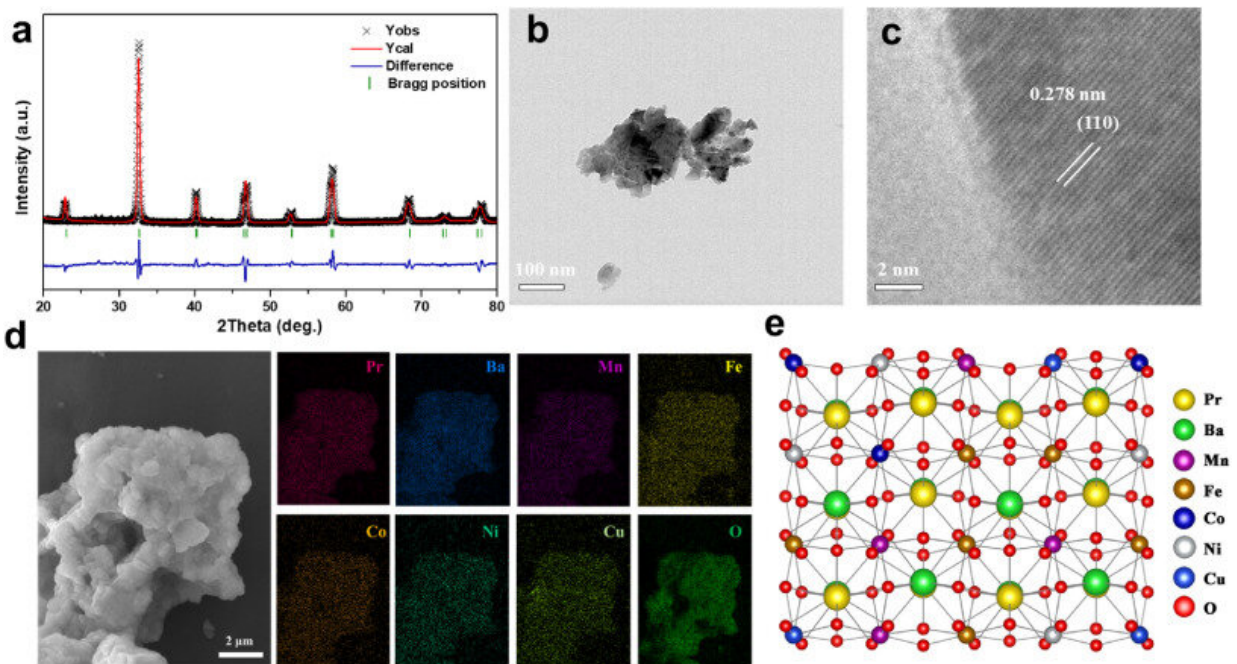 a
Yobs
Ycal
Difference
Bragg position
Intensity (a.u.)
20 30 40 50 60 70 80
2Theta (deg.)
b
100 nm
c
0.278 nm
(110)
2 nm
d
2 µm
Pr
Ba
Mn
Fe
Co
Ni
Cu
O
e
Pr
Ba
Mn
Fe
Co
Ni
Cu
O